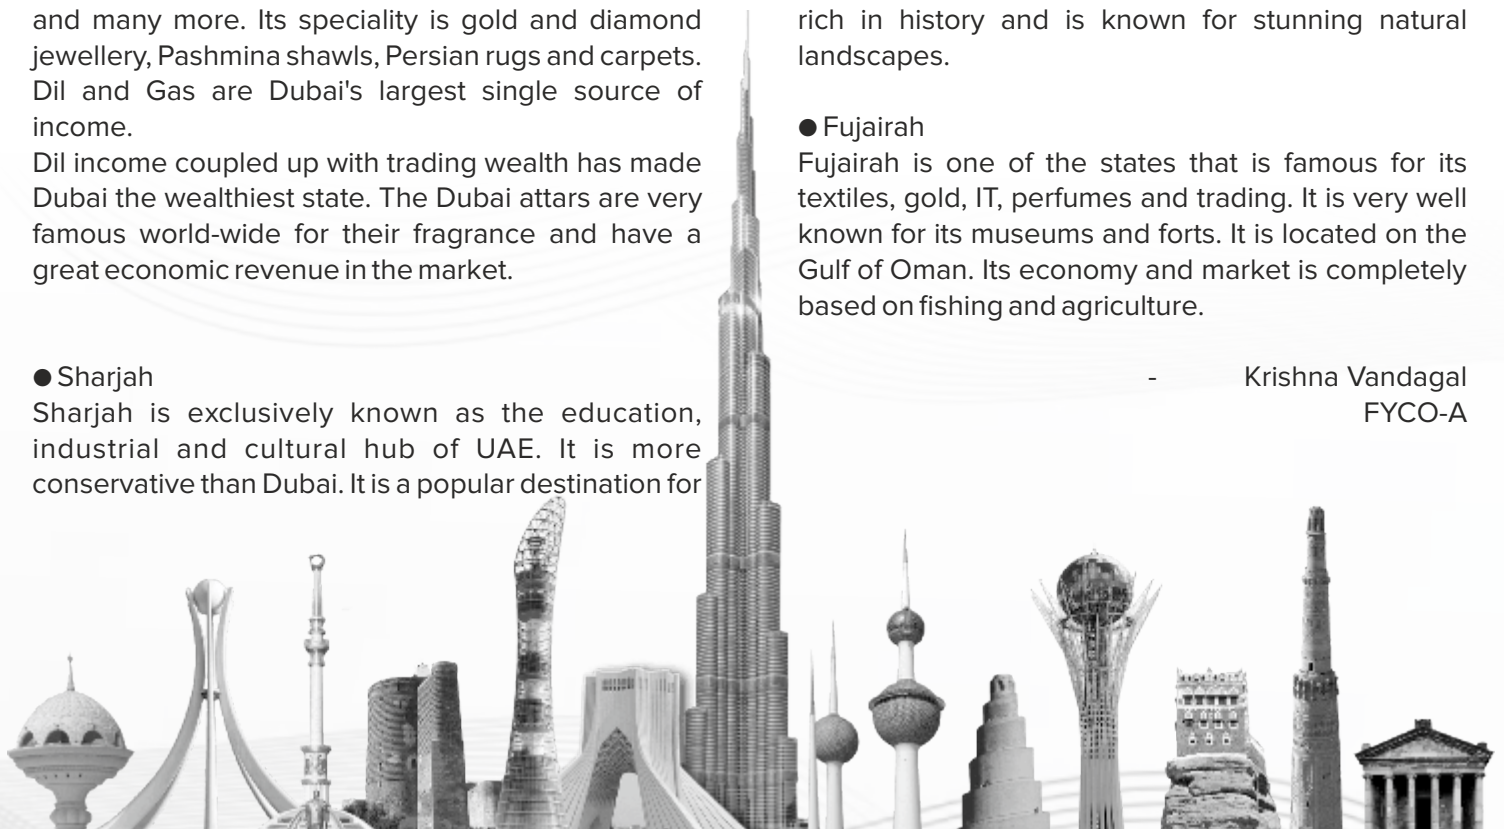 and many more. Its speciality is gold and diamond
jewellery, Pashmina shawls, Persian rugs and carpets.
Dil and Gas are Dubai's largest single source of
income.
Dil income coupled up with trading wealth has made
Dubai the wealthiest state. The Dubai attars are very
famous world-wide for their fragrance and have a
great economic revenue in the market.
● Sharjah
Sharjah is exclusively known as the education,
industrial and cultural hub of UAE. It is more
conservative than Dubai. It is a popular destination for
rich in history and is known for stunning natural
landscapes.
● Fujairah
Fujairah is one of the states that is famous for its
textiles, gold, IT, perfumes and trading. It is very well
known for its museums and forts. It is located on the
Gulf of Oman. Its economy and market is completely
based on fishing and agriculture.
- Krishna Vandagal
FYCO-A